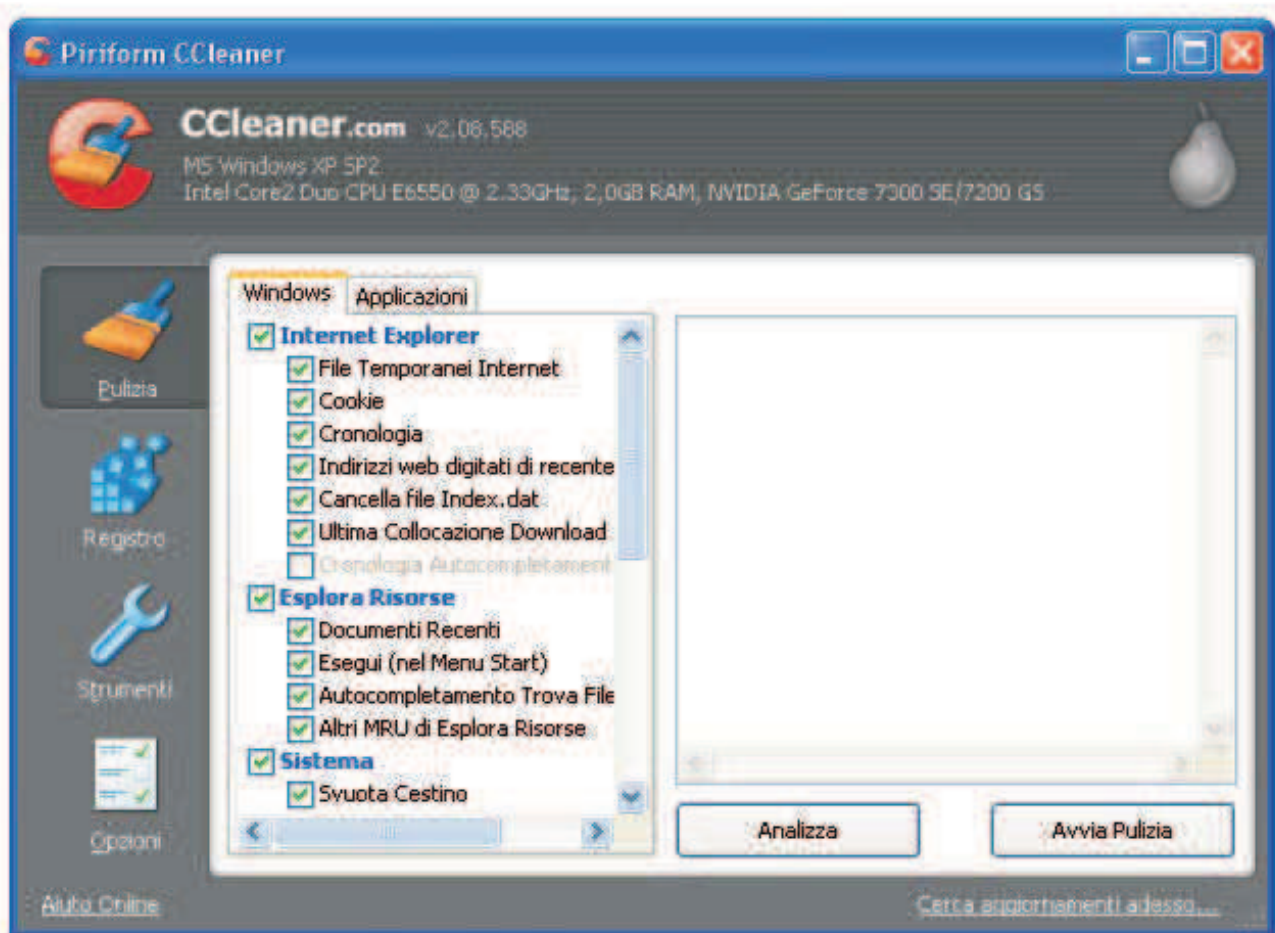 Piriform CCleaner
CCleaner.com v2.08.588
MS Windows XP SP2
Intel Core2 Duo CPU E6550 @ 2.33GHz, 2,0GB RAM, NVIDIA GeForce 7300 SE/7200 GS
Windows Applicazioni
Internet Explorer
File Temporanei Internet
Cookie
Cronologia
Indirizzi web digitati di recente
Cancella file Index.dat
Ultima Collocazione Download
Cronologia Autocompletament
Esplora Risorse
Documenti Recenti
Esegui (nel Menu Start)
Autocompletamento Trova File
Altri MRU di Esplora Risorse
Sistema
Svuota Cestino
Pulizia
Registro
Strumenti
Opzioni
Analizza
Avvia Pulizia
Aiuto Online
Cerca aggiornamenti adesso...